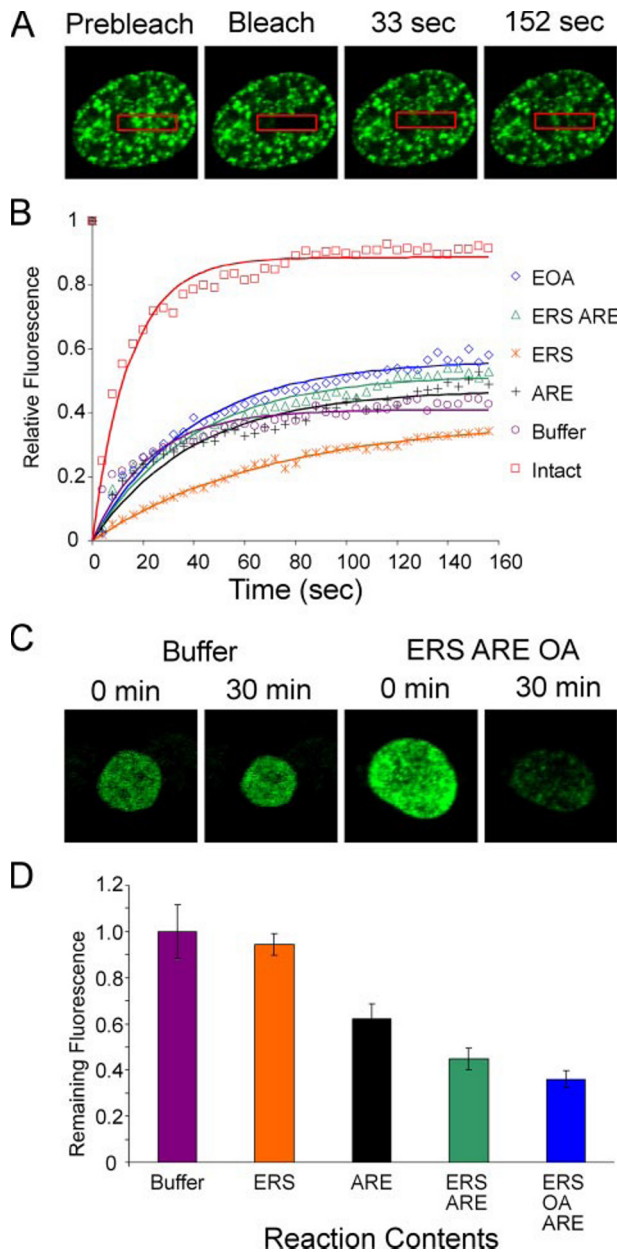 A
Prebleach Bleach 33 sec 152 sec
B
Relative Fluorescence
1
0.8
0.6
0.4
0.2
0
0 20 40 60 80 100 120 140 160
Time (sec)
EOA
ERS ARE
ERS
ARE
Buffer
Intact
C
Buffer ERS ARE OA
0 min 30 min 0 min 30 min
D
Remaining Fluorescence
1.2
1.0
0.8
0.6
0.4
0.2
0
Buffer ERS ARE ERS ERS
ARE OA
ARE
Reaction Contents